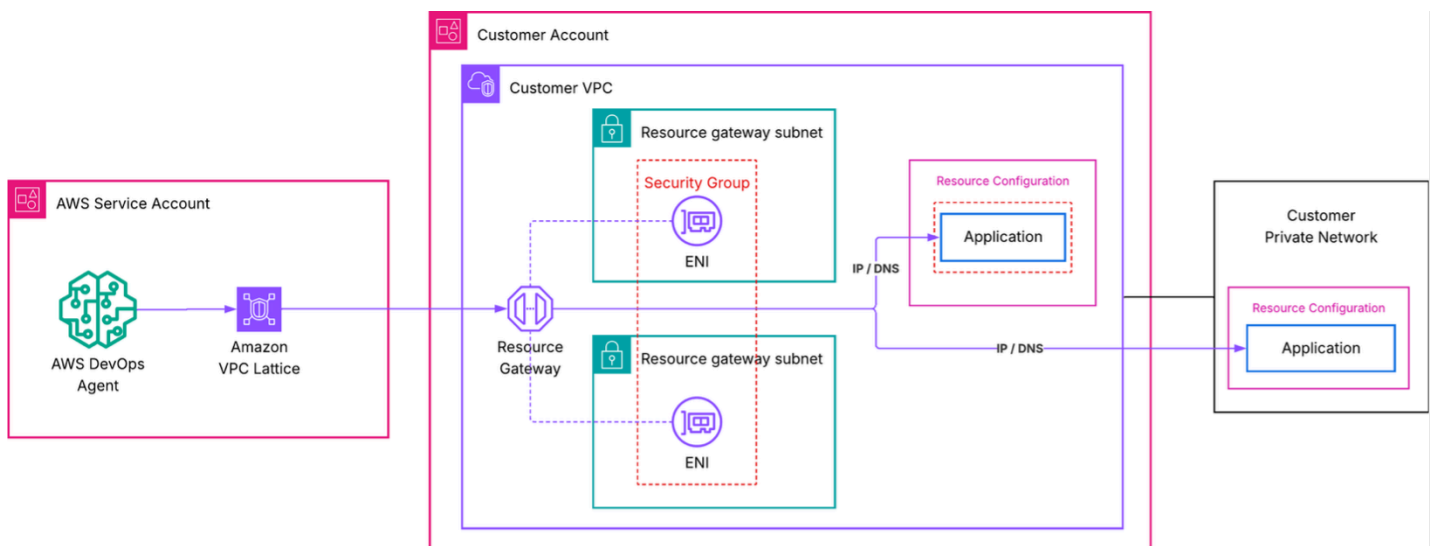 Customer Account
Customer VPC
Resource gateway subnet
Security Group
ENI
Resource Configuration
Application
IP / DNS
AWS Service Account
AWS DevOps
Agent
Amazon
VPC Lattice
Resource
Gateway
Resource gateway subnet
ENI
IP / DNS
Customer
Private Network
Resource Configuration
Application